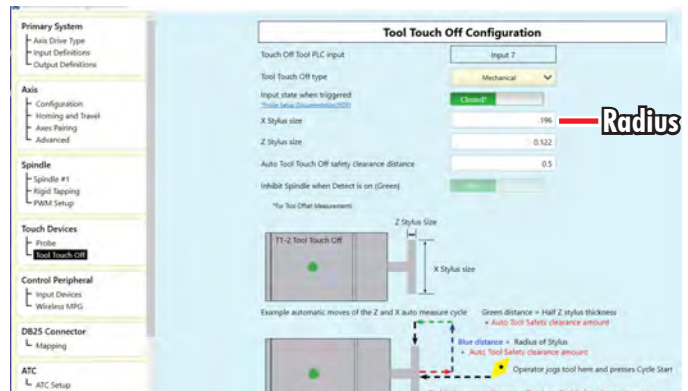 Primary System
Axis Drive Type
Input Definitions
Output Definitions
Axis
Configuration
Homing and Travel
Axes Pairing
Advanced
Spindle
Spindle #1
Rigid Tapping
PWM Setup
Touch Devices
Probe
Tool Touch Off
Control Peripheral
Input Devices
Wireless MPG
DB25 Connector
Mapping
ATC
ATC Setup
Tool Touch Off Configuration
Touch Off Tool PLC input
Input 7
Tool Touch Off type
Mechanical
Input state when triggered
Closed*
X Stylus size
.196
Radius
Z Stylus size
0.122
Auto Tool Touch Off safety clearance distance
0.5
Inhibit Spindle when Detect is on (Green)
*For Tool Offset Measurements
Z Stylus Size
TT-2 Tool Touch Off
X Stylus size
Example automatic moves of the Z and X auto measure cycle
Green distance = Half Z stylus thickness
+ Auto Tool Safety clearance amount
Blue distance = Radius of Stylus
+ Auto Tool Safety clearance amount
Operator jogs tool here and presses Cycle Start